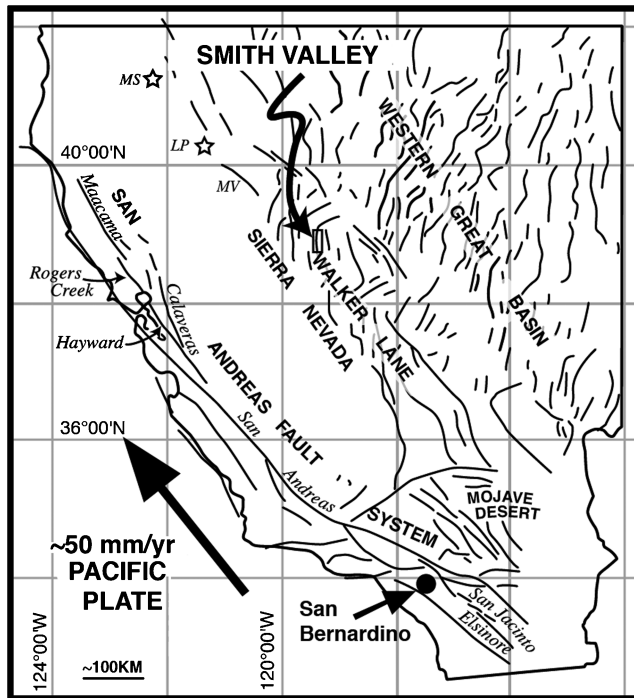 SMITH VALLEY
MS
WESTERN
LP
40°00'N
MV
SAN
Maacama
GREAT
SIERRA
WALKER
Rogers
Creek
Calaveras
BASIN
NEVADA
Hayward
LANE
ANDREAS FAULT
San
36°00'N
Andreas
MOJAVE
DESERT
SYSTEM
~50 mm/yr
PACIFIC
PLATE
San
Bernardino
San Jacinto
Elsinore
124°00'W
120°00'W
~100KM